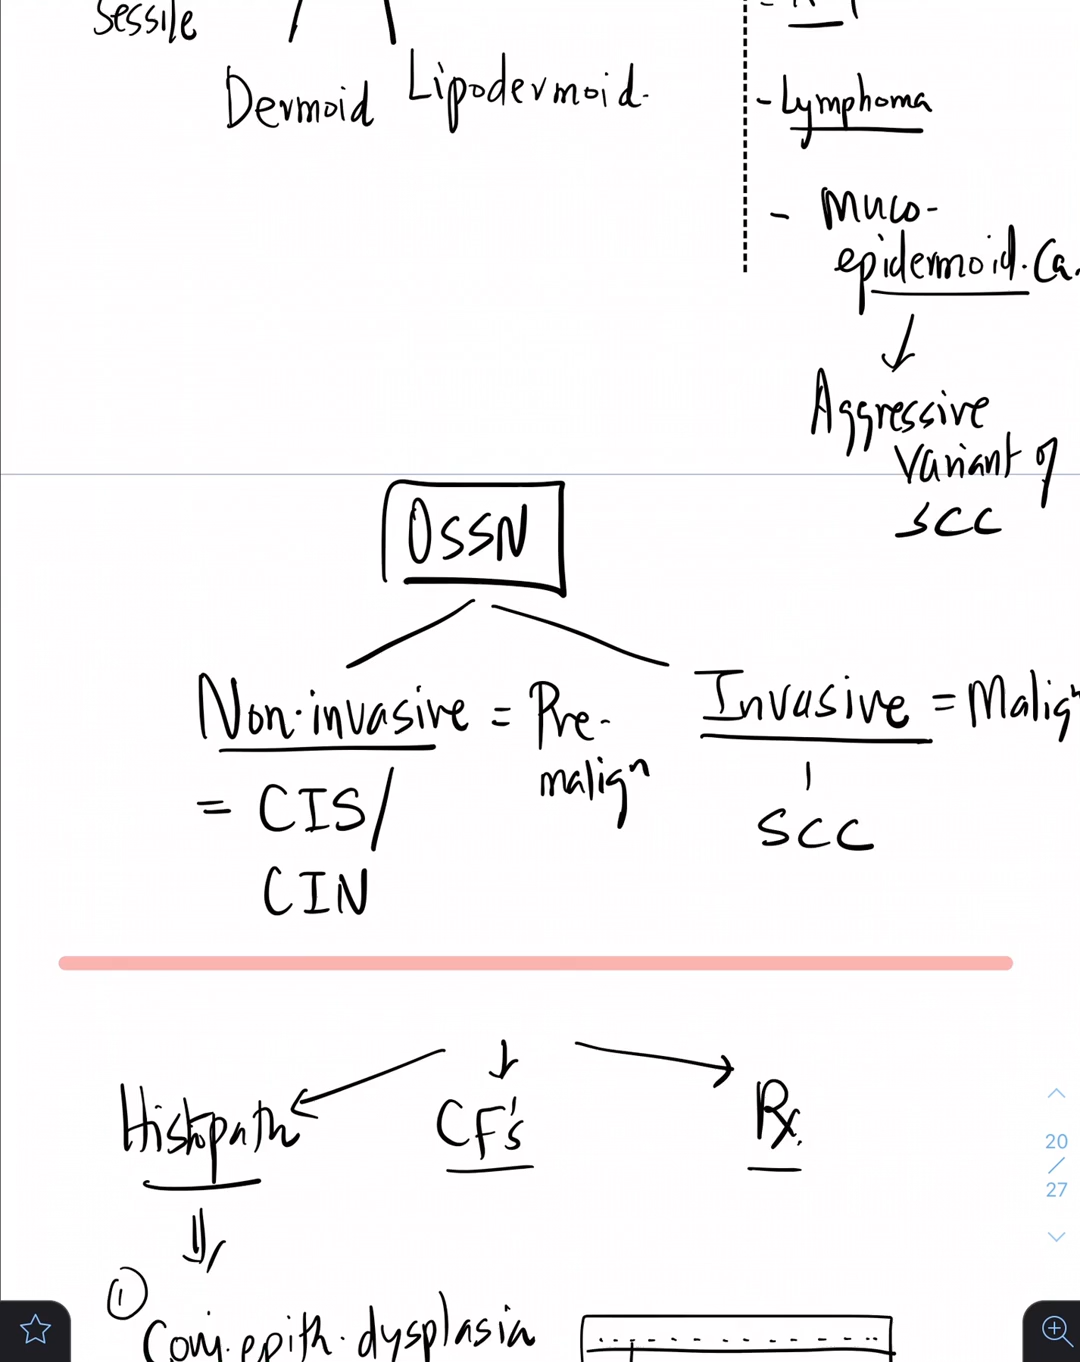 Sessile
Dermoid Lipodermoid.
- Lymphoma
- Muco-
epidermoid. Ca.
Aggressive
Variant of
SCC
OSSN
Non-invasive = Pre-
malign
= CIS/
CIN
Invasive = Malign
SCC
Histopath
CF's
Rx.
20
/
27
①
Conj. epith. dysplasia